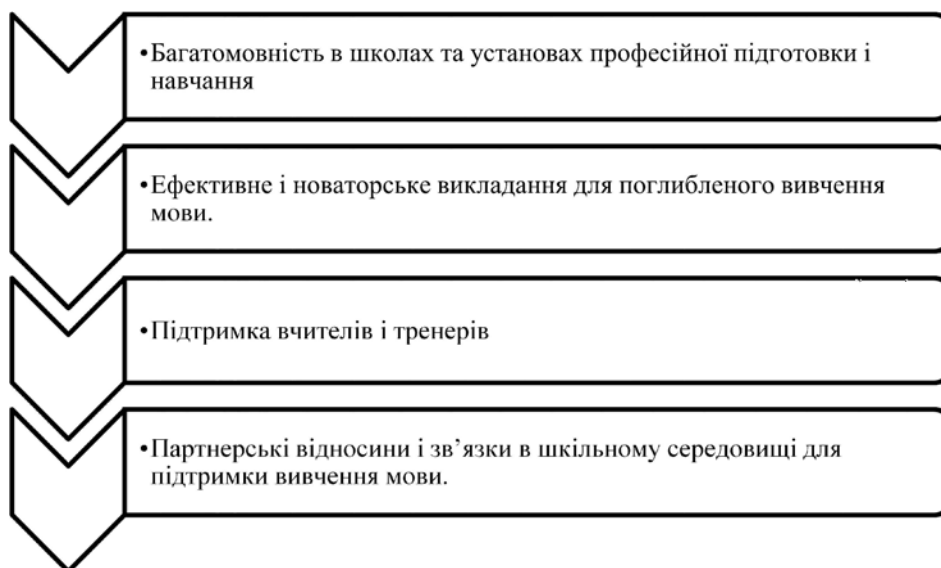 •Багатомовність в школах та установах професійної підготовки і
навчання
•Ефективне і новаторське викладання для поглибленого вивчення
мови.
•Підтримка вчителів і тренерів
•Партнерські відносини і зв’язки в шкільному середовищі для
підтримки вивчення мови.